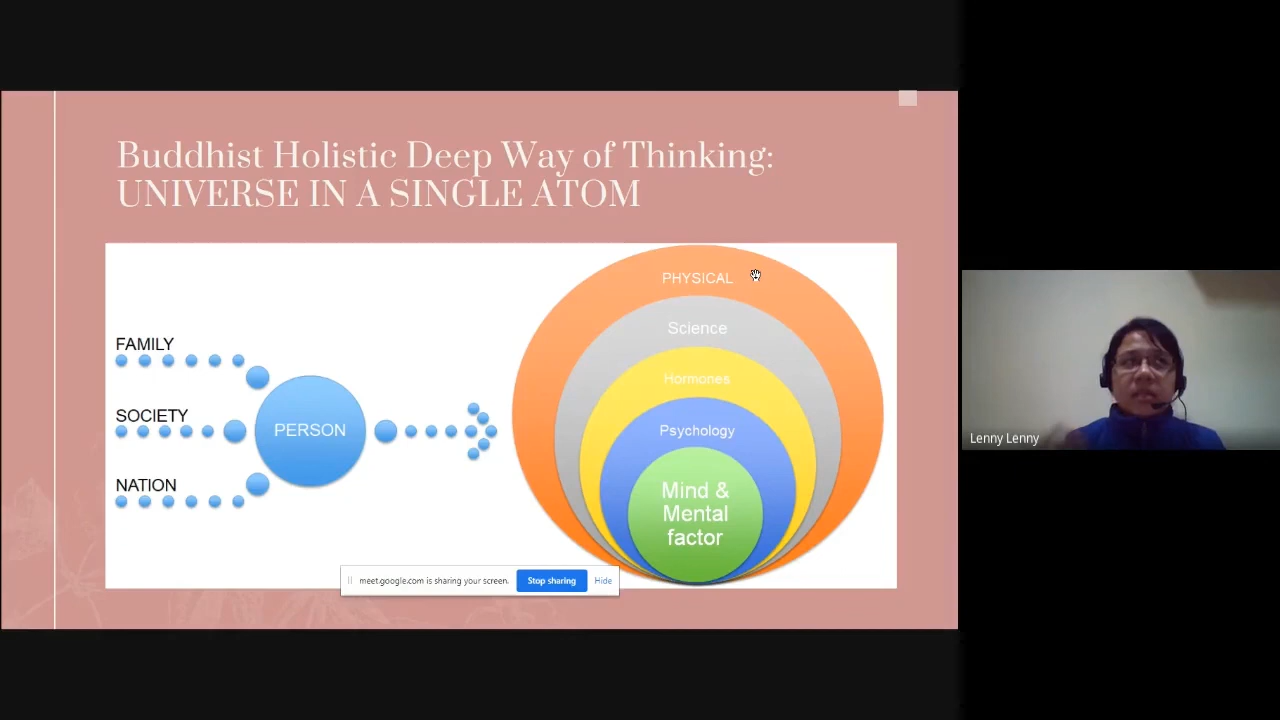 Buddhist Holistic Deep Way of Thinking:
UNIVERSE IN A SINGLE ATOM
FAMILY
SOCIETY
NATION
PERSON
PHYSICAL
Science
Hormones
Psychology
Mind &
Mental
factor
meet.google.com is sharing your screen.
Stop sharing
Hide
Lenny Lenny